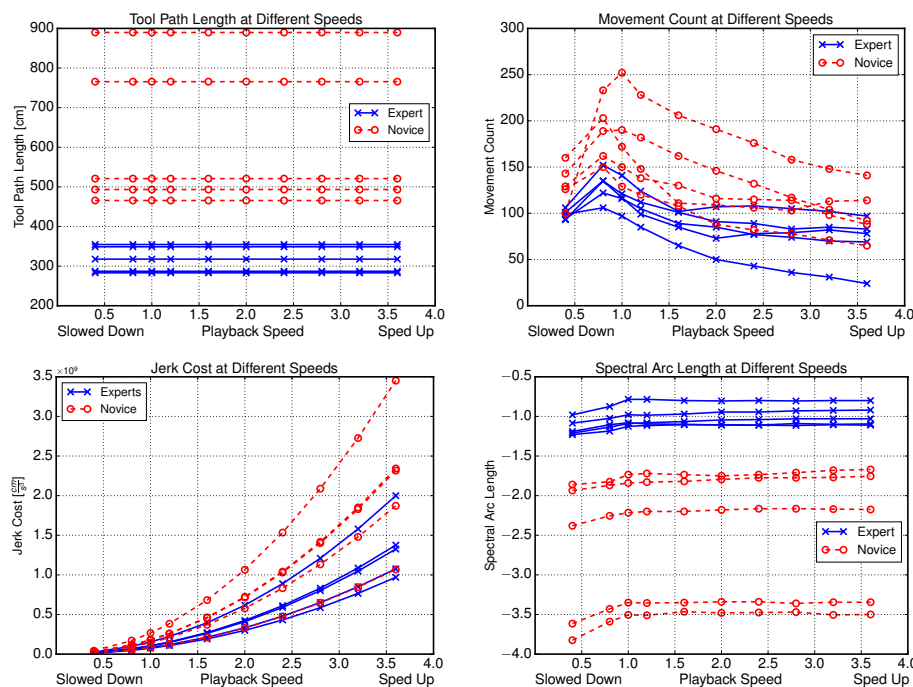 Tool Path Length at Different Speeds
900
800
700
600
500
400
300
200
Tool Path Length [cm]
Expert
Novice
0.0 0.5 1.0 1.5 2.0 2.5 3.0 3.5 4.0
Slowed Down Playback Speed Sped Up
Movement Count at Different Speeds
300
250
200
150
100
50
0
Movement Count
Expert
Novice
0.0 0.5 1.0 1.5 2.0 2.5 3.0 3.5 4.0
Slowed Down Playback Speed Sped Up
Jerk Cost at Different Speeds
×10⁹
3.5
3.0
2.5
2.0
1.5
1.0
0.5
0.0
Jerk Cost
Experts
Novice
0.0 0.5 1.0 1.5 2.0 2.5 3.0 3.5 4.0
Slowed Down Playback Speed Sped Up
Spectral Arc Length at Different Speeds
−0.5
−1.0
−1.5
−2.0
−2.5
−3.0
−3.5
−4.0
Spectral Arc Length
Expert
Novice
0.0 0.5 1.0 1.5 2.0 2.5 3.0 3.5 4.0
Slowed Down Playback Speed Sped Up